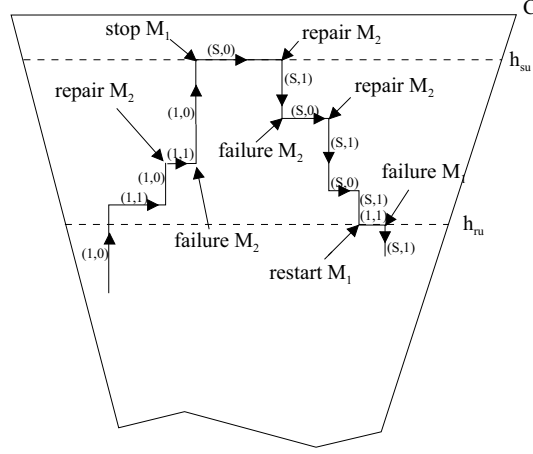 C
stop M1
(S,0)
repair M2
hsu
repair M2
(S,1)
(1,0)
(S,0)
repair M2
failure M2
(S,1)
(1,0)
(1,1)
failure M1
(S,0)
(1,1)
(S,1)
(1,1)
hru
failure M2
(1,0)
(S,1)
restart M1